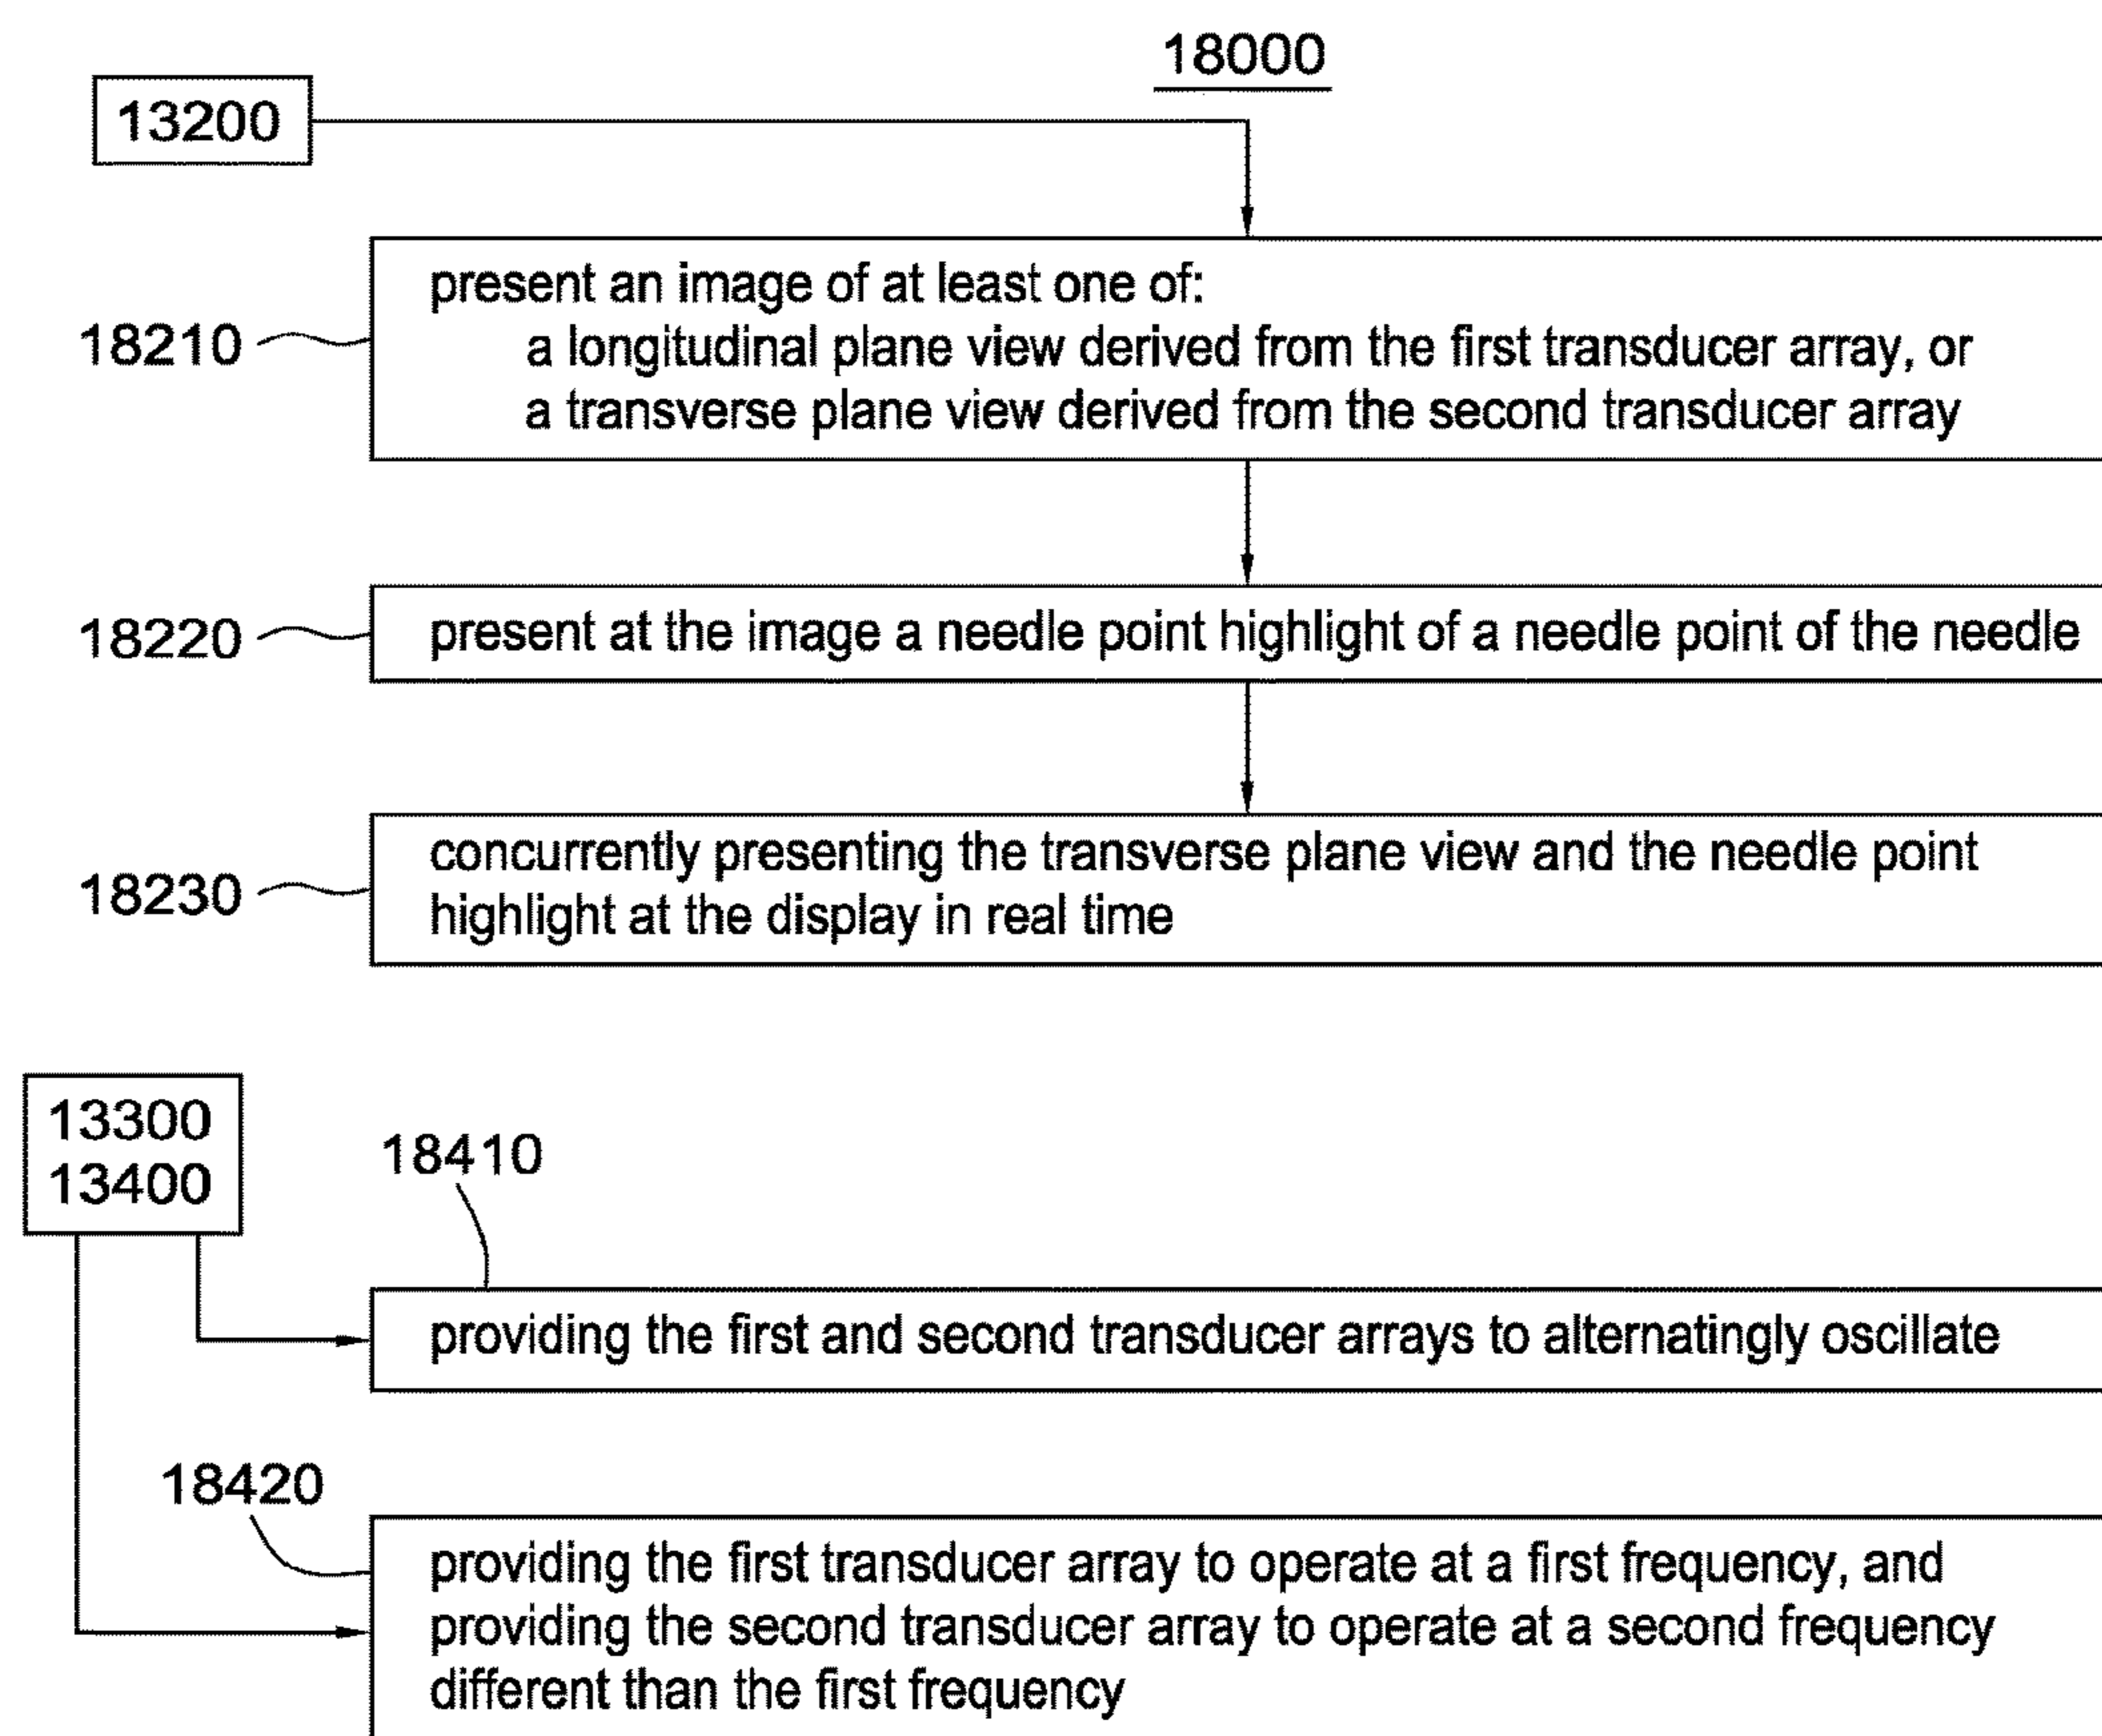 18000
13200
present an image of at least one of:
18210
a longitudinal plane view derived from the first transducer array, or
a transverse plane view derived from the second transducer array
18220
present at the image a needle point highlight of a needle point of the needle
18230
concurrently presenting the transverse plane view and the needle point
highlight at the display in real time
13300
13400
18410
providing the first and second transducer arrays to alternatingly oscillate
18420
providing the first transducer array to operate at a first frequency, and
providing the second transducer array to operate at a second frequency
different than the first frequency